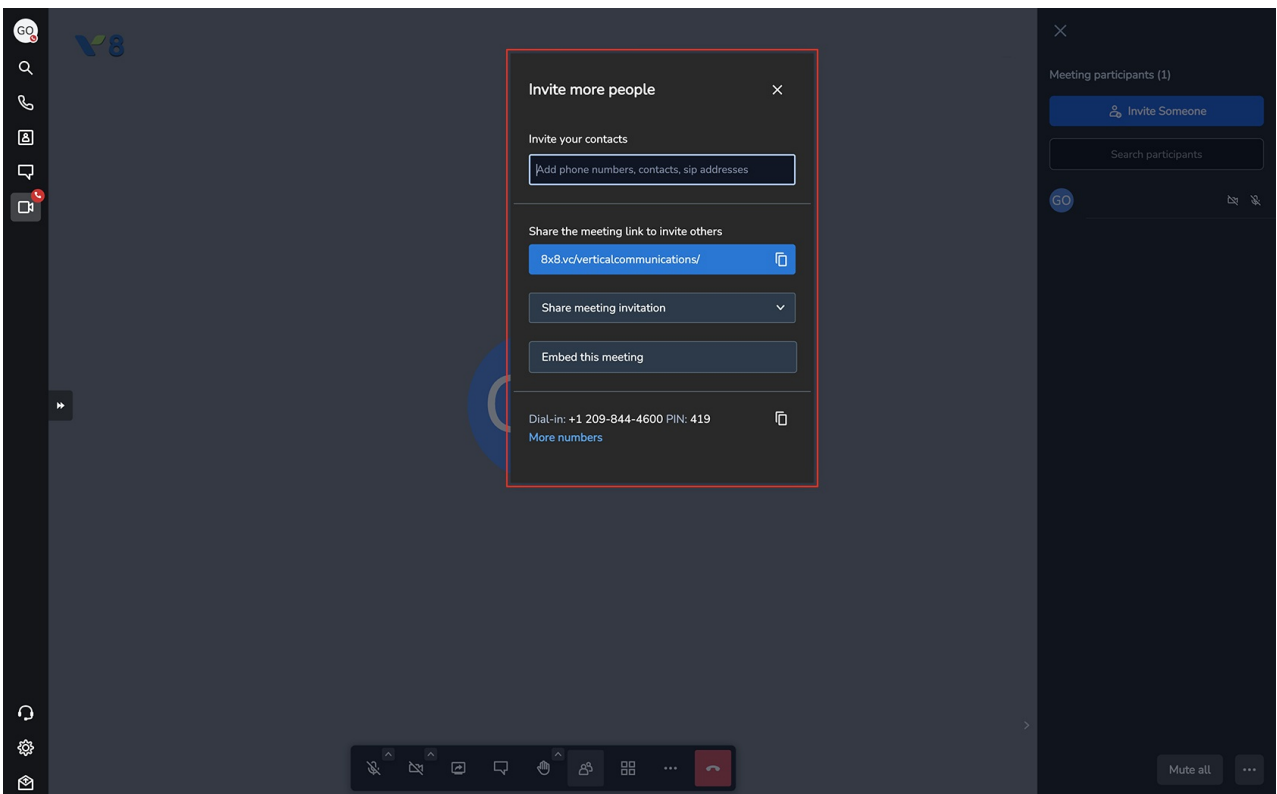 GO
8
Invite more people
Invite your contacts
Add phone numbers, contacts, sip addresses
Share the meeting link to invite others
8x8.vc/verticalcommunications/
Share meeting invitation
Embed this meeting
Dial-in: +1 209-844-4600 PIN: 419
More numbers
Meeting participants (1)
Invite Someone
Search participants
GO
Mute all